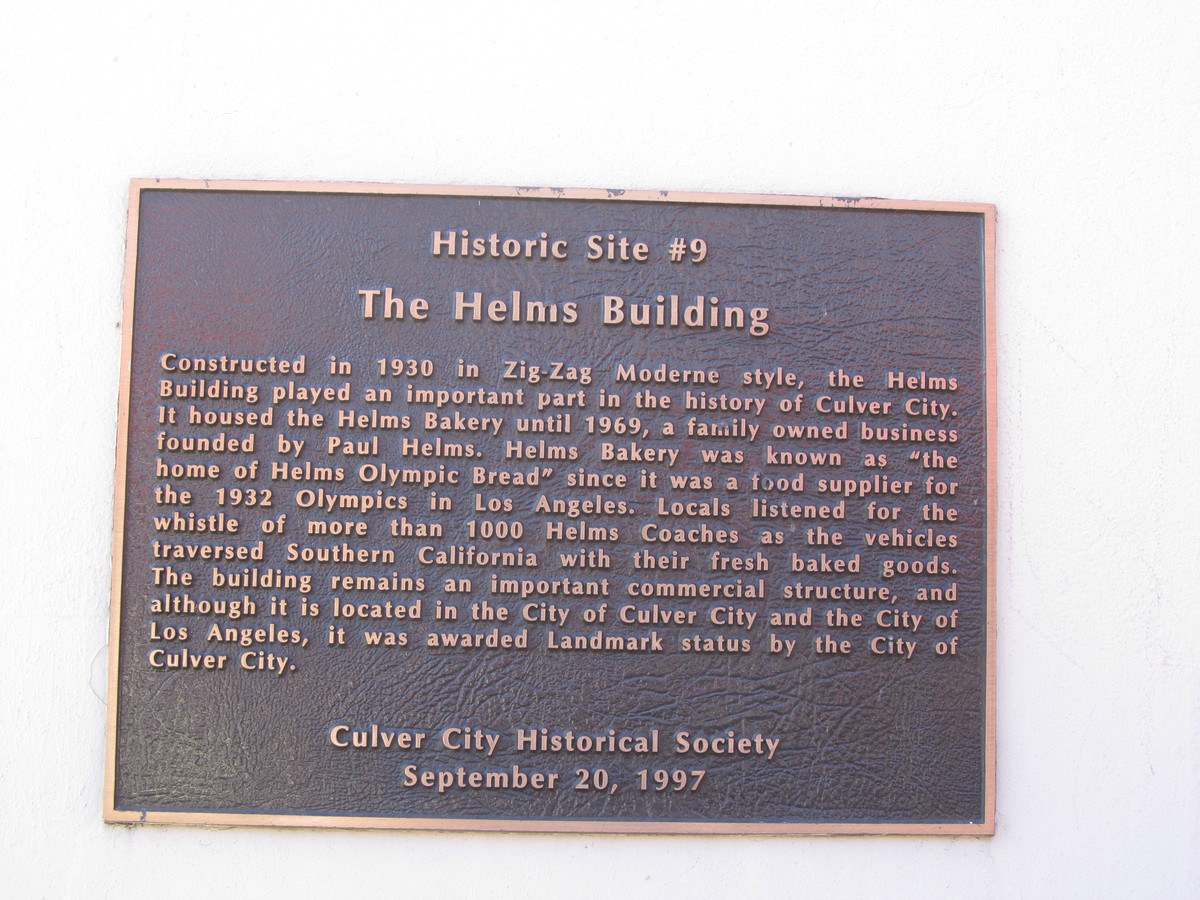 Historic Site #9
The Helms Building
Constructed in 1930 in Zig-Zag Moderne style, the Helms
Building played an important part in the history of Culver City.
It housed the Helms Bakery until 1969, a family owned business
founded by Paul Helms. Helms Bakery was known as “the
home of Helms Olympic Bread” since it was a food supplier for
the 1932 Olympics in Los Angeles. Locals listened for the
whistle of more than 1000 Helms Coaches as the vehicles
traversed Southern California with their fresh baked goods.
The building remains an important commercial structure, and
although it is located in the City of Culver City and the City of
Los Angeles, it was awarded Landmark status by the City of
Culver City.
Culver City Historical Society
September 20, 1997